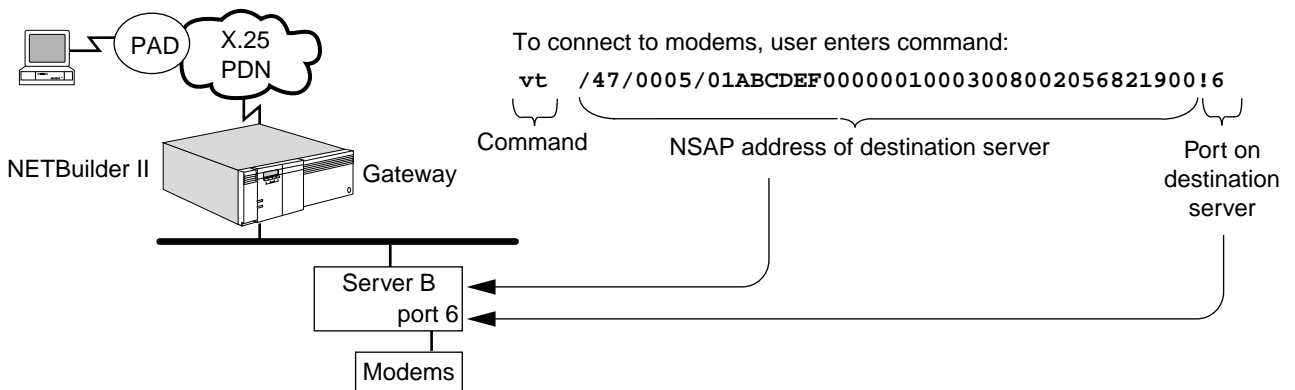 PAD
X.25
PDN
NETBuilder II
Gateway
To connect to modems, user enters command:
vt /47/0005/01ABCDEF00000010003008002056821900!6
Command
NSAP address of destination server
Port on
destination
server
Server B
port 6
Modems